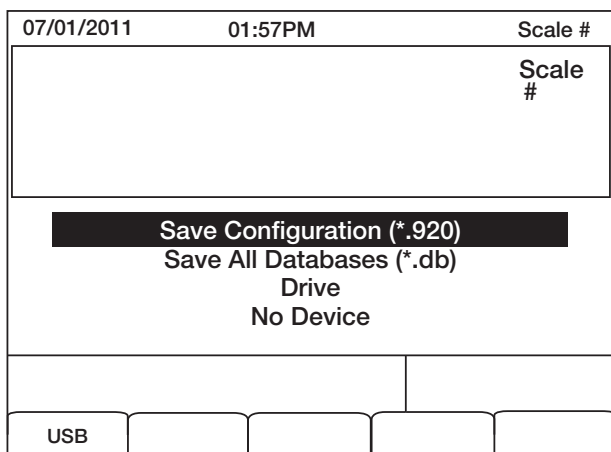 07/01/2011 01:57PM Scale #
Scale
#
Save Configuration (*.920)
Save All Databases (*.db)
Drive
No Device
USB